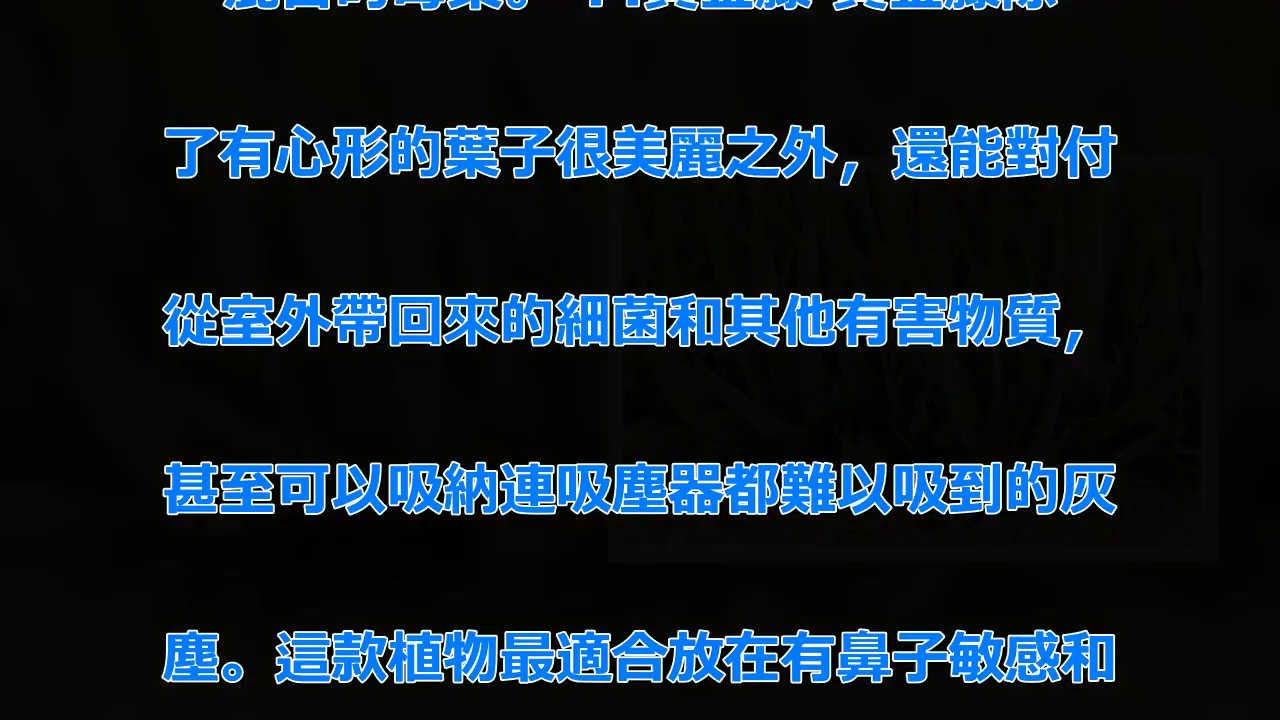 了有心形的葉子很美麗之外，還能對付
從室外帶回來的細菌和其他有害物質，
甚至可以吸納連吸塵器都難以吸到的灰
塵。這款植物最適合放在有鼻子敏感和